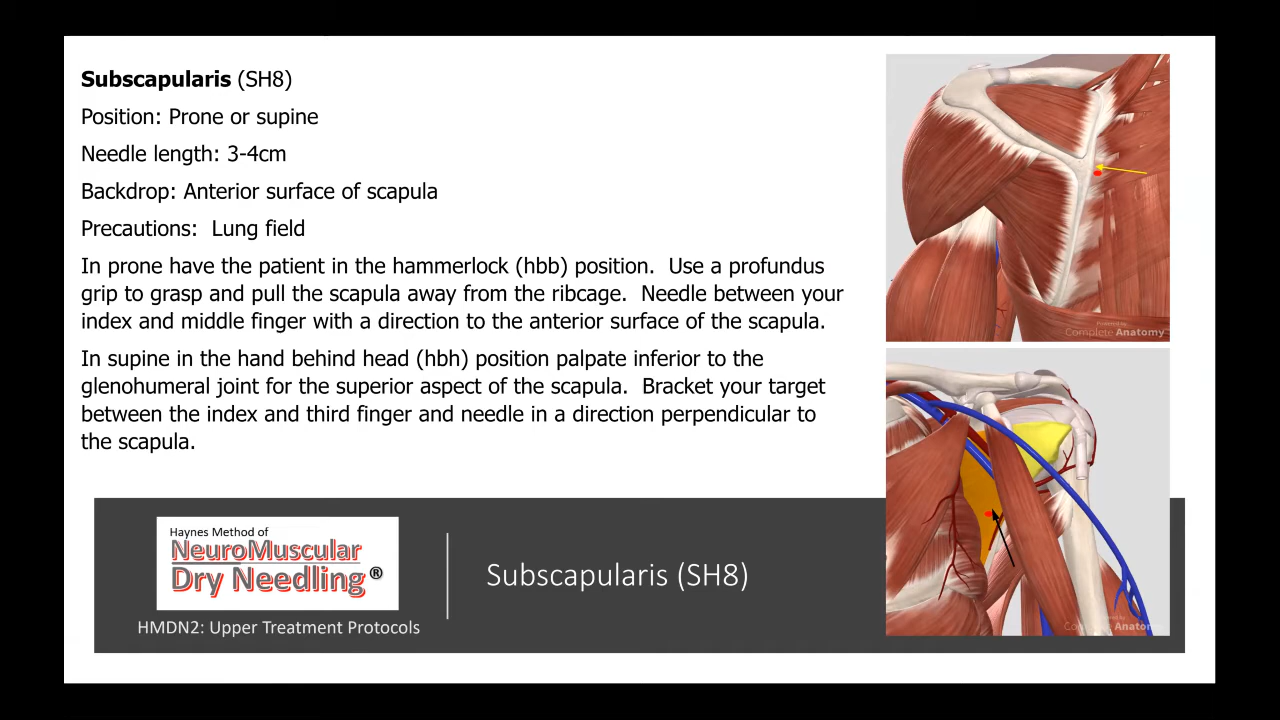 Subscapularis (SH8)
Position: Prone or supine
Needle length: 3-4cm
Backdrop: Anterior surface of scapula
Precautions:  Lung field
In prone have the patient in the hammerlock (hbb) position.  Use a profundus
grip to grasp and pull the scapula away from the ribcage.  Needle between your
index and middle finger with a direction to the anterior surface of the scapula.
In supine in the hand behind head (hbh) position palpate inferior to the
glenohumeral joint for the superior aspect of the scapula.  Bracket your target
between the index and third finger and needle in a direction perpendicular to
the scapula.
Powered by
Complete Anatomy
Complete Anatomy
Haynes Method of
NeuroMuscular
Dry Needling®
HMDN2: Upper Treatment Protocols
Subscapularis (SH8)